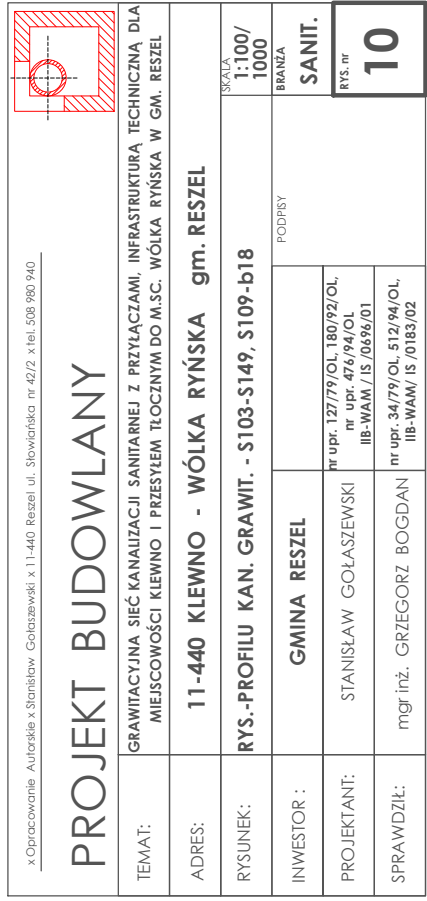 x Opracowanie Autorskie x Stanisław Gołaszewski x 11-440 Reszel ul. Słowiańska nr 42/2 x tel. 508 980 940
PROJEKT BUDOWLANY
TEMAT:
GRAWITACYJNA SIEĆ KANALIZACJI SANITARNEJ Z PRZYŁĄCZAMI, INFRASTRUKTURĄ TECHNICZNĄ DLA
MIEJSCOWOŚCI KLEWNO I PRZESYŁEM TŁOCZNYM DO M.SC. WÓLKA RYŃSKA W GM. RESZEL
ADRES:
11-440 KLEWNO - WÓLKA RYŃSKA gm. RESZEL
RYSUNEK:
RYS.-PROFILU KAN. GRAWIT. - S103-S149, S109-b18
SKALA
1:100/
1000
INWESTOR :
GMINA RESZEL
PODPISY
BRANŻA
SANIT.
PROJEKTANT:
STANISŁAW GOŁASZEWSKI
nr upr. 127/79/OL, 180/92/OL,
nr upr. 476/94/OL
IIB-WAM / IS /0696/01
SPRAWDZIŁ:
mgr inż. GRZEGORZ BOGDAN
nr upr. 34/79/OL, 512/94/OL,
IIB-WAM/ IS /0183/02
RYS. nr
10